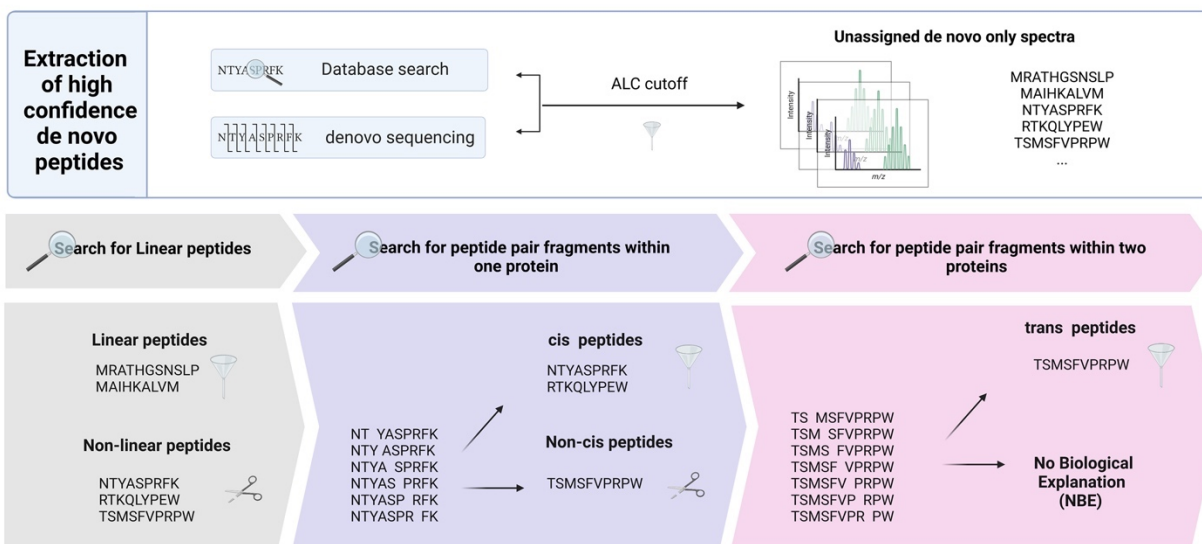 Extraction
of high
confidence
de novo
peptides
NTYASPRFK
Database search
NTYASPRFK
denovo sequencing
ALC cutoff
Unassigned de novo only spectra
Intensity
m/z
Intensity
m/z
Intensity
m/z
MRATHGSNSLP
MAIHKALVM
NTYASPRFK
RTKQLYPEW
TSMSFVPRPW
...
Search for Linear peptides
Search for peptide pair fragments within
one protein
Search for peptide pair fragments within two
proteins
Linear peptides
MRATHGSNSLP
MAIHKALVM
Non-linear peptides
NTYASPRFK
RTKQLYPEW
TSMSFVPRPW
NT YASPRFK
NTY ASPRFK
NTYA SPRFK
NTYAS PRFK
NTYASP RFK
NTYASPR FK
cis peptides
NTYASPRFK
RTKQLYPEW
Non-cis peptides
TSMSFVPRPW
TS MSFVPRPW
TSM SFVPRPW
TSMS FVPRPW
TSMSF VPRPW
TSMSFV PRPW
TSMSFVP RPW
TSMSFVPR PW
trans peptides
TSMSFVPRPW
No Biological
Explanation
(NBE)